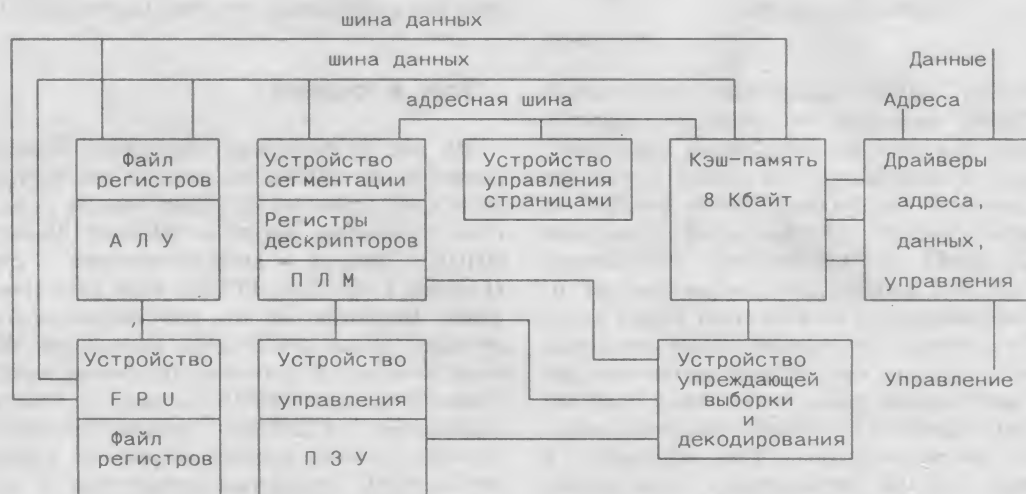 шина данных
шина данных
адресная шина
Данные
Адреса
Файл
регистров
А Л У
Устройство
сегментации
Регистры
дескрипторов
П Л М
Устройство
управления
страницами
Кэш-память
8 Кбайт
Драйверы
адреса,
данных,
управления
Устройство
F P U
Файл
регистров
Устройство
управления
П З У
Устройство
упреждающей
выборки
и
декодирования
Управление